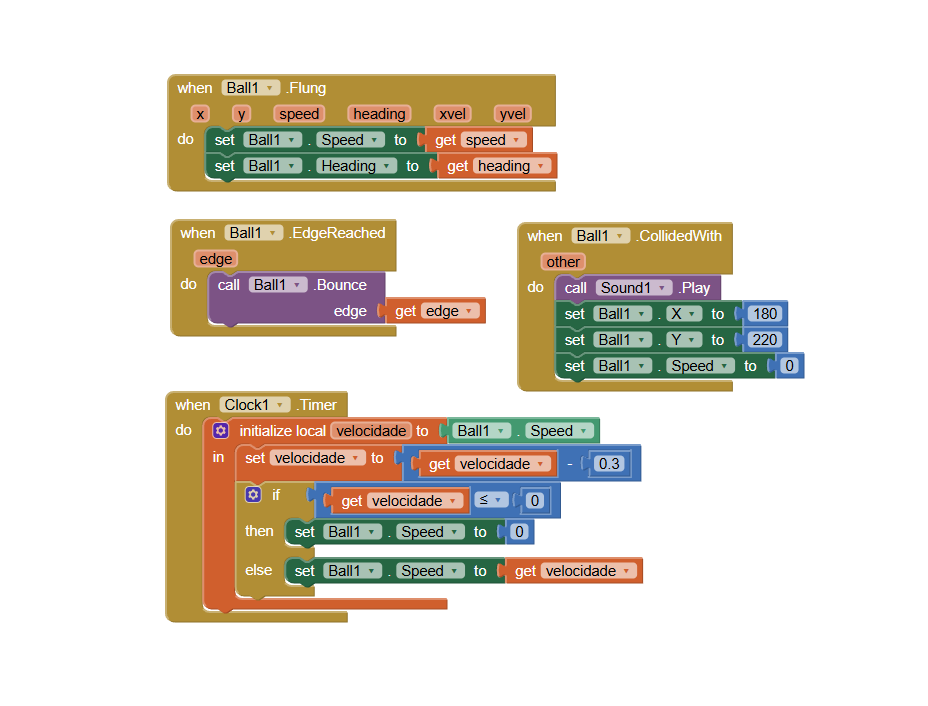 when Ball1 .Flung
x y speed heading xvel yvel
do set Ball1 . Speed to get speed
set Ball1 . Heading to get heading
when Ball1 .EdgeReached
edge
do call Ball1 .Bounce
edge get edge
when Ball1 .CollidedWith
other
do call Sound1 .Play
set Ball1 . X to 180
set Ball1 . Y to 220
set Ball1 . Speed to 0
when Clock1 .Timer
do initialize local velocidade to Ball1 . Speed
in set velocidade to get velocidade - 0.3
if get velocidade ≤ 0
then set Ball1 . Speed to 0
else set Ball1 . Speed to get velocidade